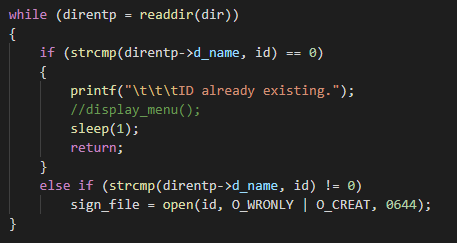 while (direntp = readdir(dir))
{
    if (strcmp(direntp->d_name, id) == 0)
    {
        printf("\t\t\tID already existing.");
        //display_menu();
        sleep(1);
        return;
    }
    else if (strcmp(direntp->d_name, id) != 0)
        sign_file = open(id, O_WRONLY | O_CREAT, 0644);
}